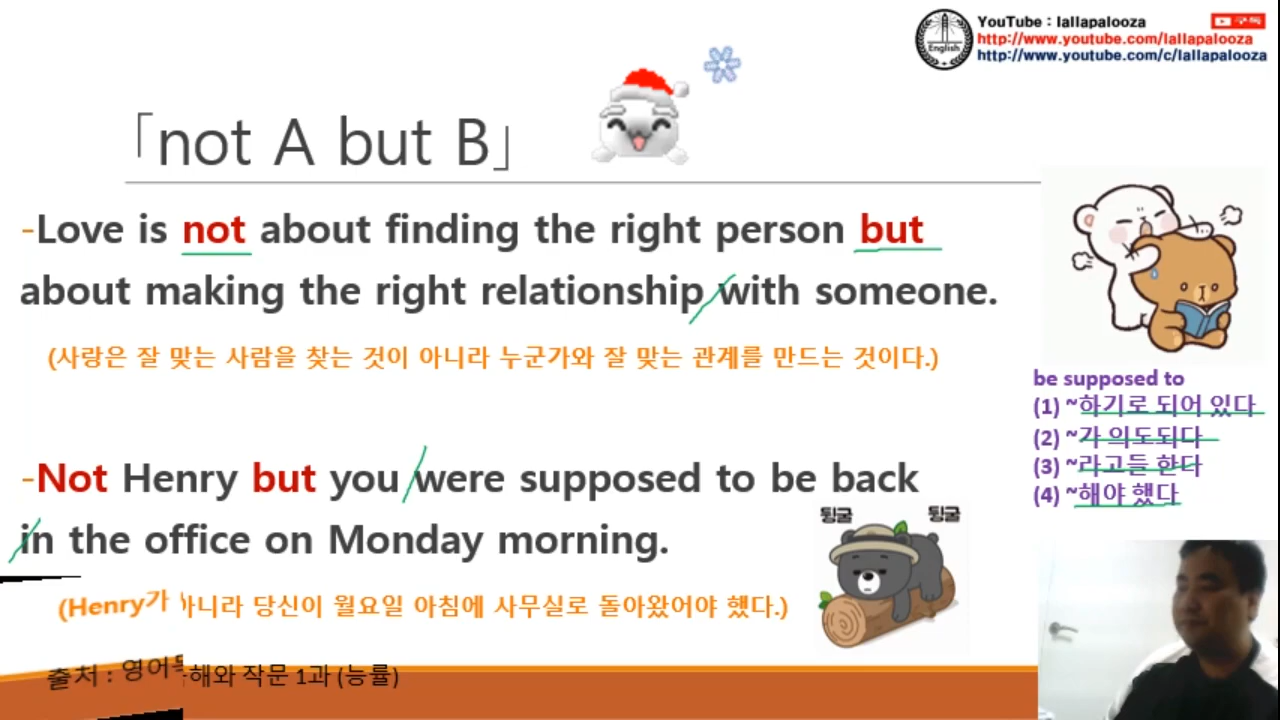 YouTube : lallapalooza
구독
http://www.youtube.com/lallapalooza
http://www.youtube.com/c/lallapalooza
English
「not A but B」
-Love is not about finding the right person but
about making the right relationship with someone.
(사랑은 잘 맞는 사람을 찾는 것이 아니라 누군가와 잘 맞는 관계를 만드는 것이다.)
be supposed to
(1) ~하기로 되어 있다
(2) ~가 의도되다
(3) ~라고들 한다
(4) ~해야 했다
-Not Henry but you were supposed to be back
in the office on Monday morning.
뒹굴 뒹굴
(Henry가 아니라 당신이 월요일 아침에 사무실로 돌아왔어야 했다.)
출처 : 영어독해와 작문 1과 (능률)